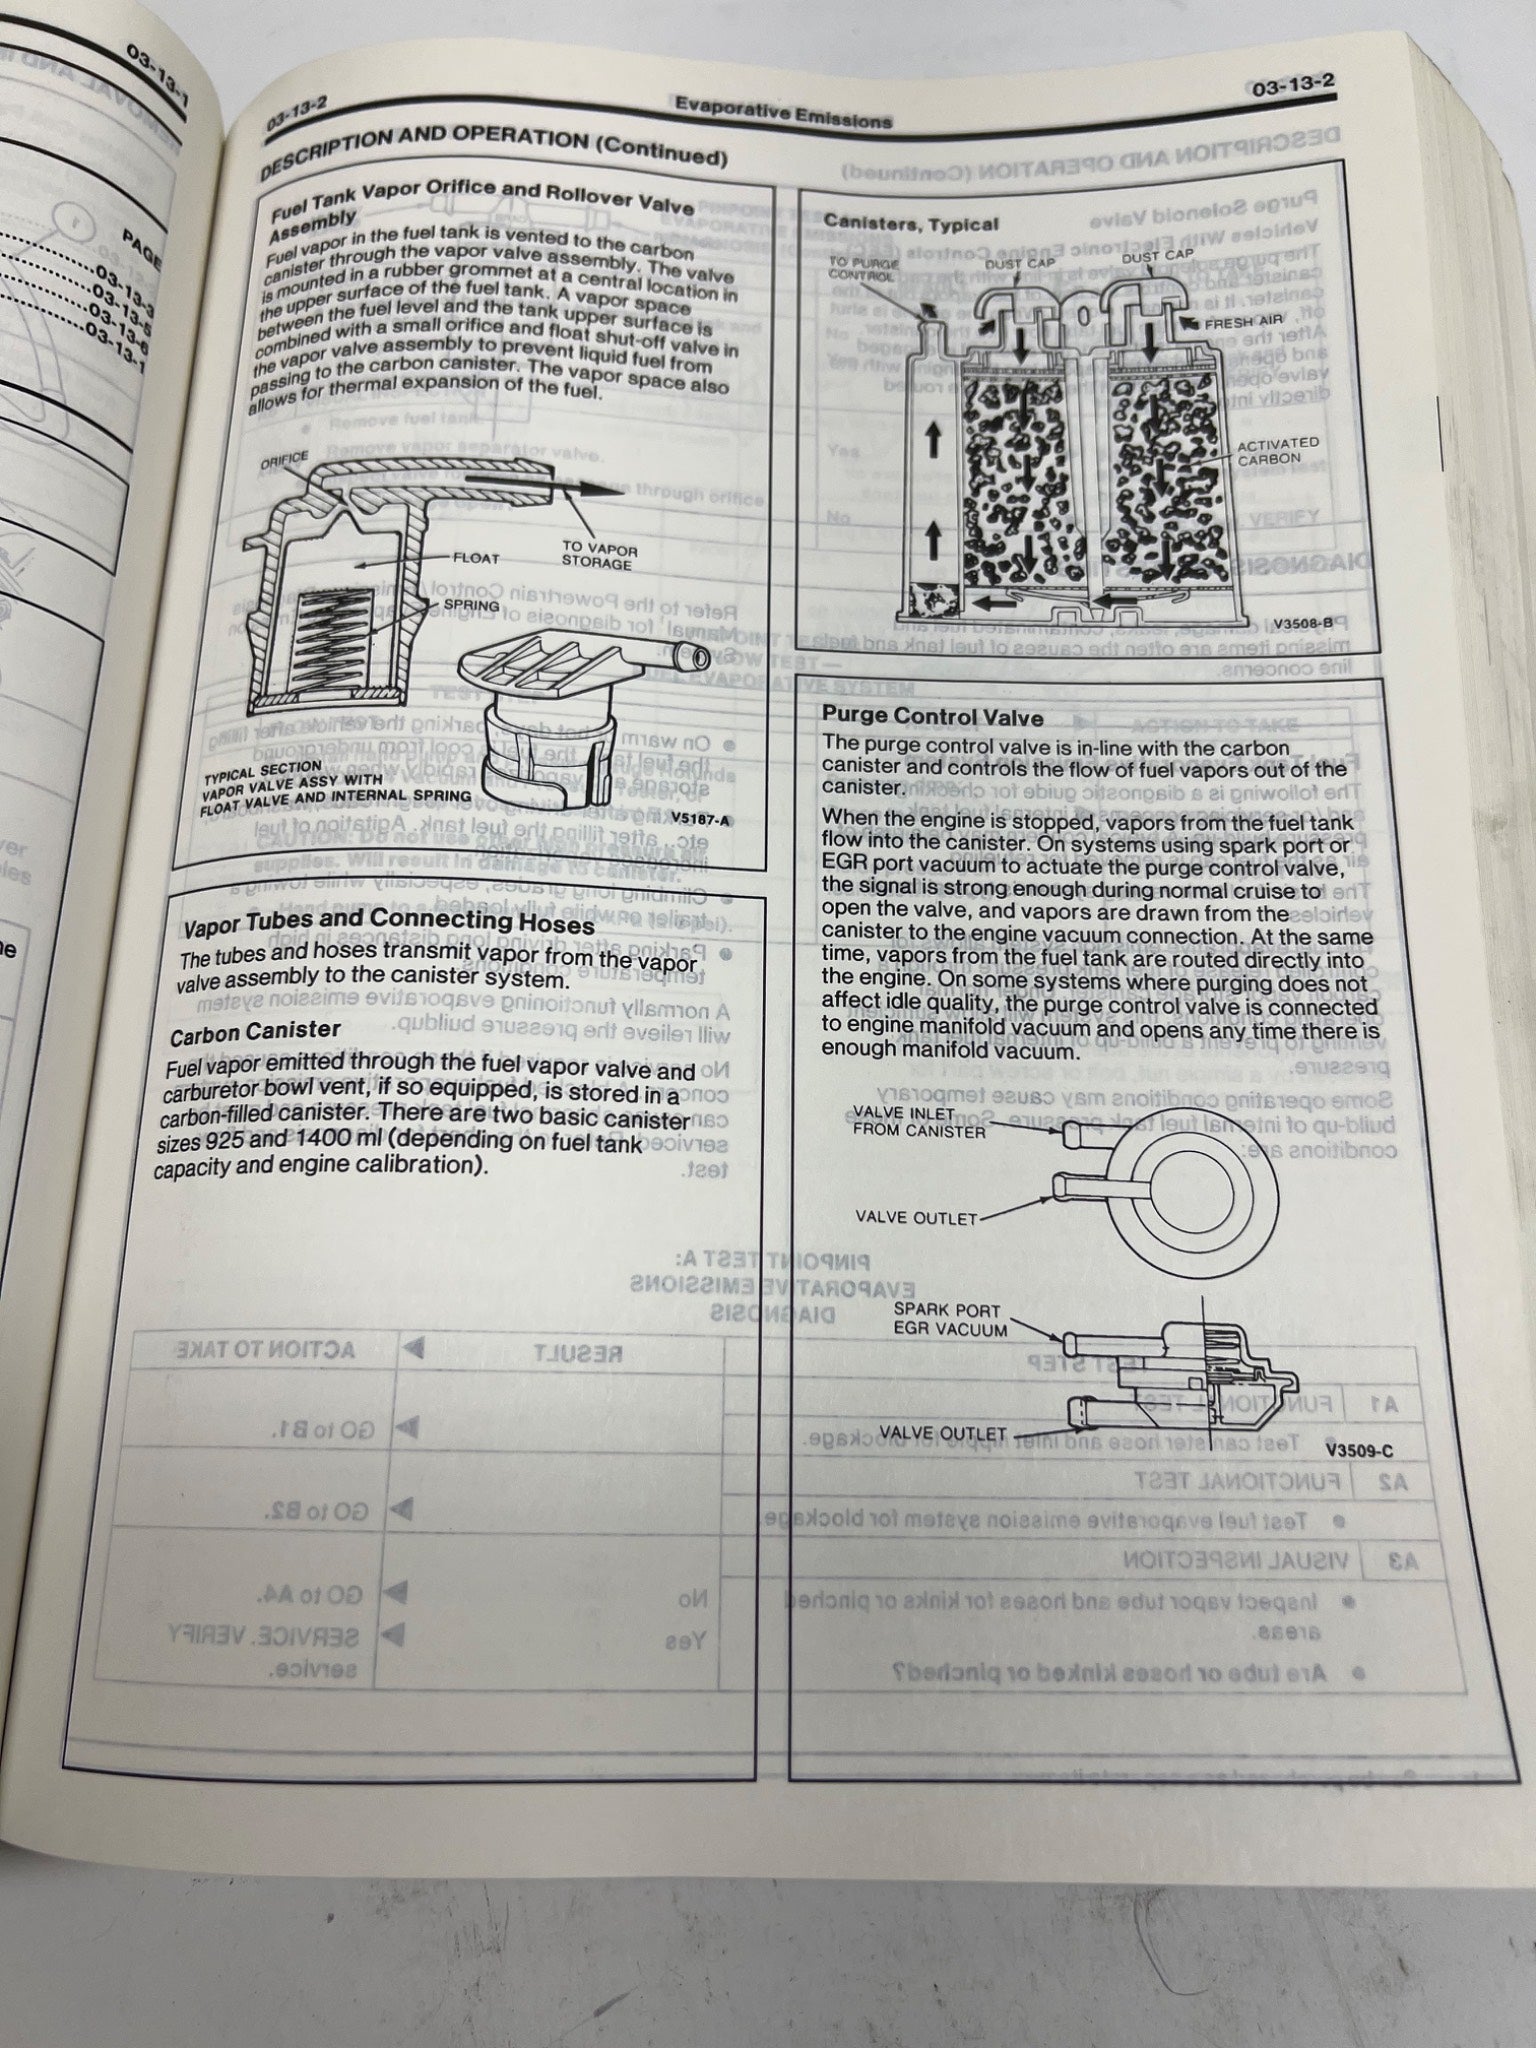 03-13-1
PAGE
03-13-3
03-13-5
03-13-6
03-13-1
03-13-2
Evaporative Emissions
03-13-2
DESCRIPTION AND OPERATION (Continued)
Fuel Tank Vapor Orifice and Rollover Valve
Assembly
Fuel vapor in the fuel tank is vented to the carbon
canister through the vapor valve assembly. The valve
is mounted in a rubber grommet at a central location in
the upper surface of the fuel tank. A vapor space
between the fuel level and the tank upper surface is
combined with a small orifice and float shut-off valve in
the vapor valve assembly to prevent liquid fuel from
passing to the carbon canister. The vapor space also
allows for thermal expansion of the fuel.
ORIFICE
FLOAT
TO VAPOR
STORAGE
SPRING
TYPICAL SECTION
VAPOR VALVE ASSY WITH
FLOAT VALVE AND INTERNAL SPRING
V5187-A
Vapor Tubes and Connecting Hoses
The tubes and hoses transmit vapor from the vapor
valve assembly to the canister system.
Carbon Canister
Fuel vapor emitted through the fuel vapor valve and
carburetor bowl vent, if so equipped, is stored in a
carbon-filled canister. There are two basic canister
sizes 925 and 1400 ml (depending on fuel tank
capacity and engine calibration).
Canisters, Typical
TO PURGE
CONTROL
DUST CAP
DUST CAP
FRESH AIR
ACTIVATED
CARBON
V3508-B
Purge Control Valve
The purge control valve is in-line with the carbon
canister and controls the flow of fuel vapors out of the
canister.
When the engine is stopped, vapors from the fuel tank
flow into the canister. On systems using spark port or
EGR port vacuum to actuate the purge control valve,
the signal is strong enough during normal cruise to
open the valve, and vapors are drawn from the
canister to the engine vacuum connection. At the same
time, vapors from the fuel tank are routed directly into
the engine. On some systems where purging does not
affect idle quality, the purge control valve is connected
to engine manifold vacuum and opens any time there is
enough manifold vacuum.
VALVE INLET
FROM CANISTER
VALVE OUTLET
SPARK PORT
EGR VACUUM
VALVE OUTLET
V3509-C